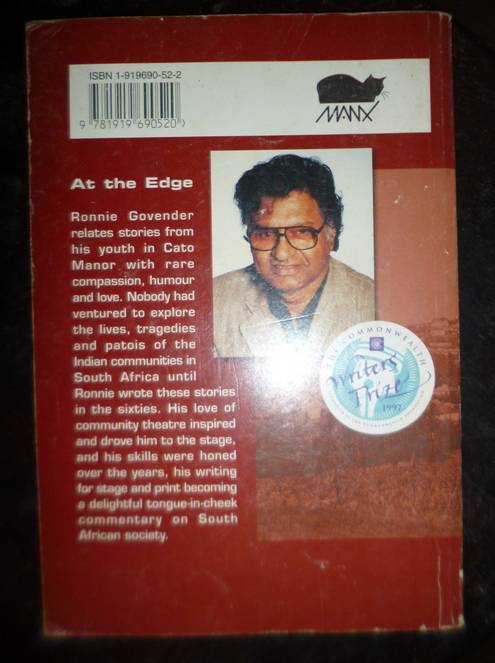 ISBN 1-919690-52-2
9 781919 690520
MANX
At the Edge
Ronnie Govender
relates stories from
his youth in Cato
Manor with rare
compassion, humour
and love. Nobody had
ventured to explore
the lives, tragedies
and patois of the
Indian communities in
South Africa until
Ronnie wrote these stories
in the sixties. His love of
community theatre inspired
and drove him to the stage,
and his skills were honed
over the years, his writing
for stage and print becoming
a delightful tongue-in-cheek
commentary on South
African society.
THE COMMONWEALTH
Writers
Prize
1997